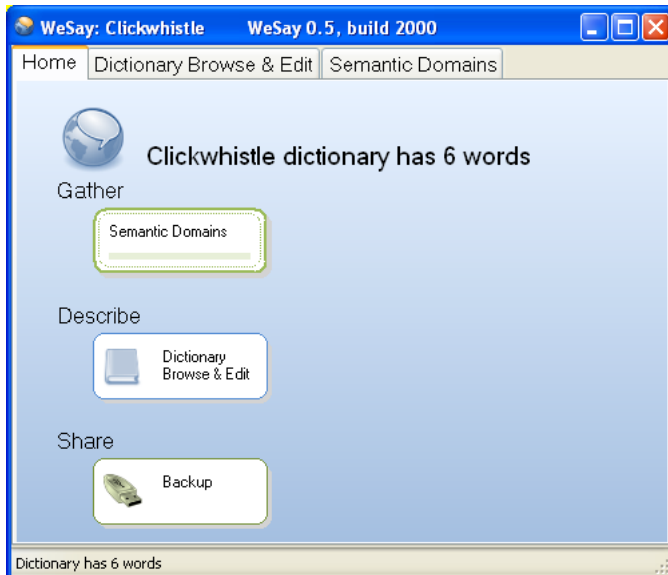 WeSay: Clickwhistle WeSay 0.5, build 2000
Home Dictionary Browse & Edit Semantic Domains
Clickwhistle dictionary has 6 words
Gather
Semantic Domains
Describe
Dictionary
Browse & Edit
Share
Backup
Dictionary has 6 words